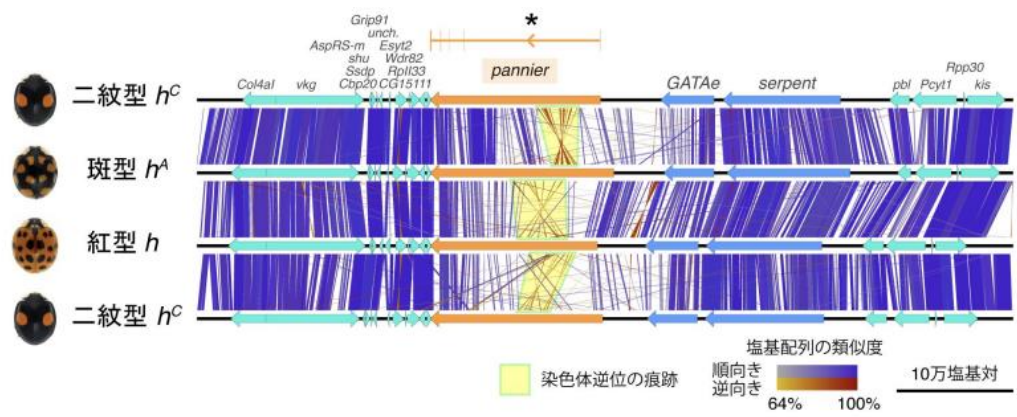 Grip91
unch.
AspRS-m Esyt2
shu Wdr82
Ssdp RpII33
Col4aI vkg Cbp20 CG15111
*
pannier
GATAe serpent
Rpp30
pbl Pcyt1 kis
二紋型 hC
斑型 hA
紅型 h
二紋型 hC
染色体逆位の痕跡
塩基配列の類似度
順向き
逆向き
64% 100%
10万塩基対